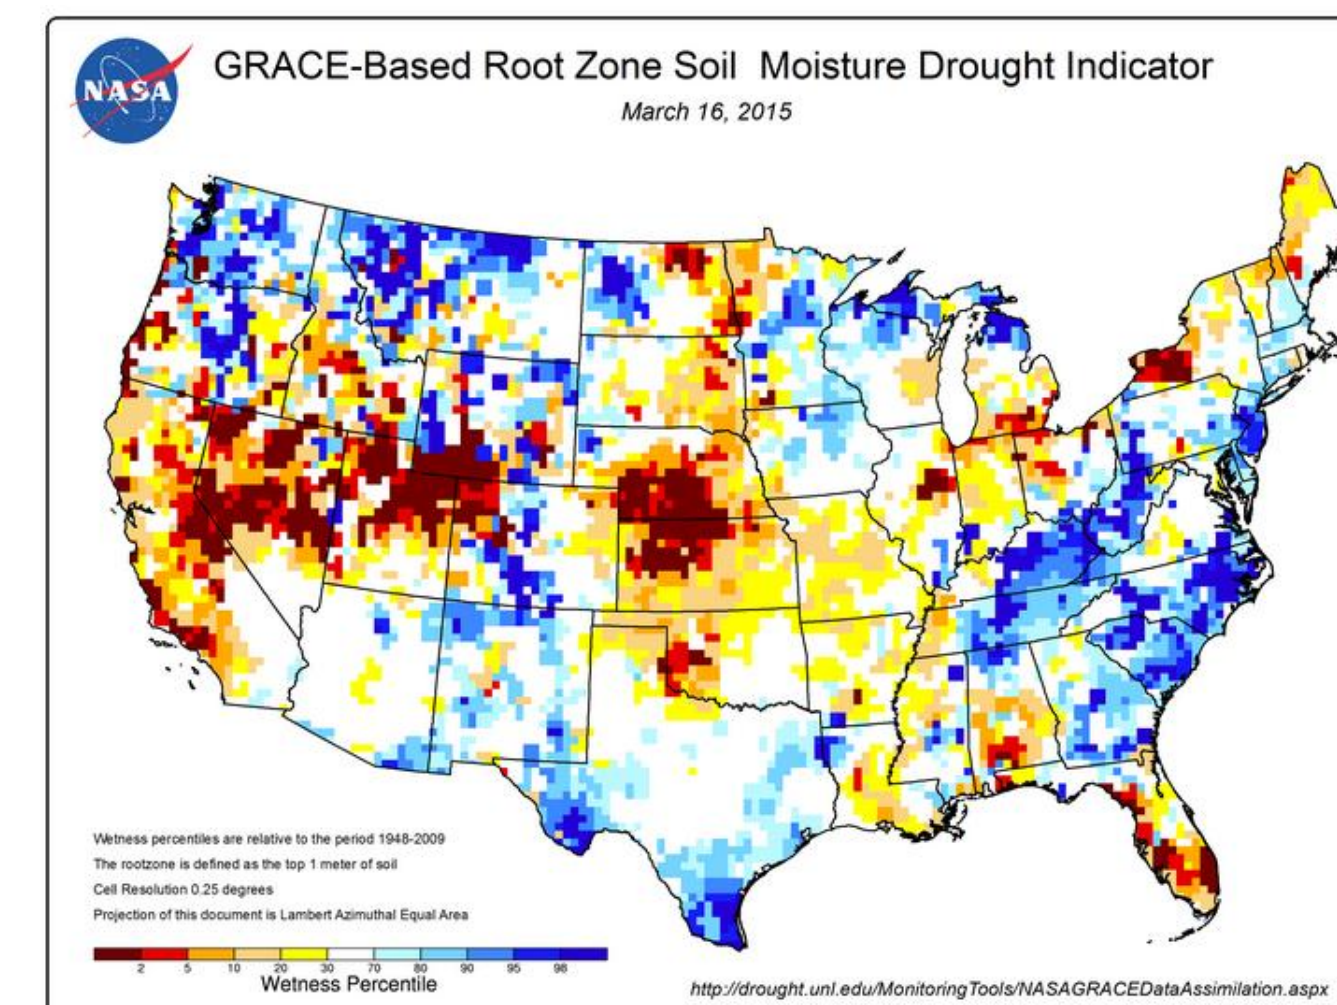 NASA
GRACE-Based Root Zone Soil Moisture Drought Indicator
March 16, 2015
Wetness percentiles are relative to the period 1948-2009
The rootzone is defined as the top 1 meter of soil
Cell Resolution 0.25 degrees
Projection of this document is Lambert Azimuthal Equal Area
2 5 10 20 30 70 80 90 95 98
Wetness Percentile
http://drought.unl.edu/MonitoringTools/NASAGRACEDataAssimilation.aspx